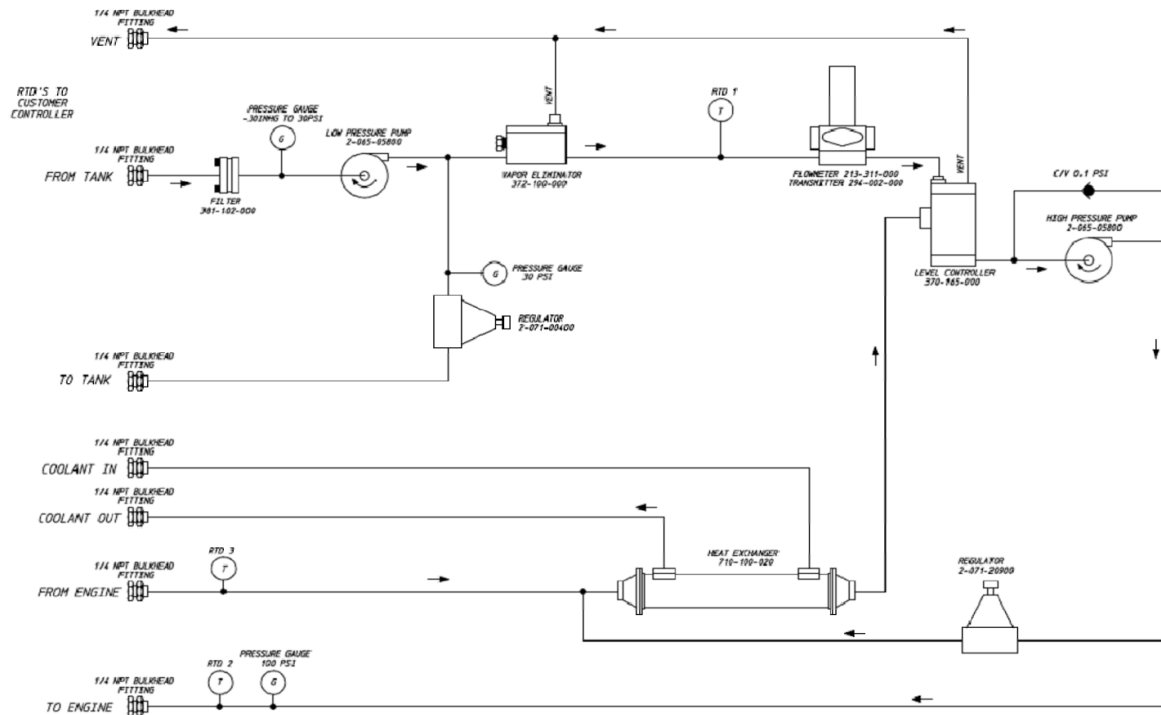 1/4 NPT BULKHEAD
FITTING
VENT
RTD'S TO
CUSTOMER
CONTROLLER
PRESSURE GAUGE
-.30INHG TO 30PSI
G
LOW PRESSURE PUMP
2-065-05800
VENT
RTD 1
T
1/4 NPT BULKHEAD
FITTING
FROM TANK
FILTER
381-102-000
VAPOR ELIMINATOR
372-100-000
FLOWMETER 213-311-000
TRANSMITTER 294-002-000
VENT
C/V 0.1 PSI
HIGH PRESSURE PUMP
2-065-05800
LEVEL CONTROLLER
370-165-000
G
PRESSURE GAUGE
30 PSI
REGULATOR
2-071-00400
1/4 NPT BULKHEAD
FITTING
TO TANK
1/4 NPT BULKHEAD
FITTING
COOLANT IN
1/4 NPT BULKHEAD
FITTING
COOLANT OUT
RTD 3
T
HEAT EXCHANGER
710-100-020
REGULATOR
2-071-20900
1/4 NPT BULKHEAD
FITTING
FROM ENGINE
RTD 2
T
PRESSURE GAUGE
100 PSI
G
1/4 NPT BULKHEAD
FITTING
TO ENGINE